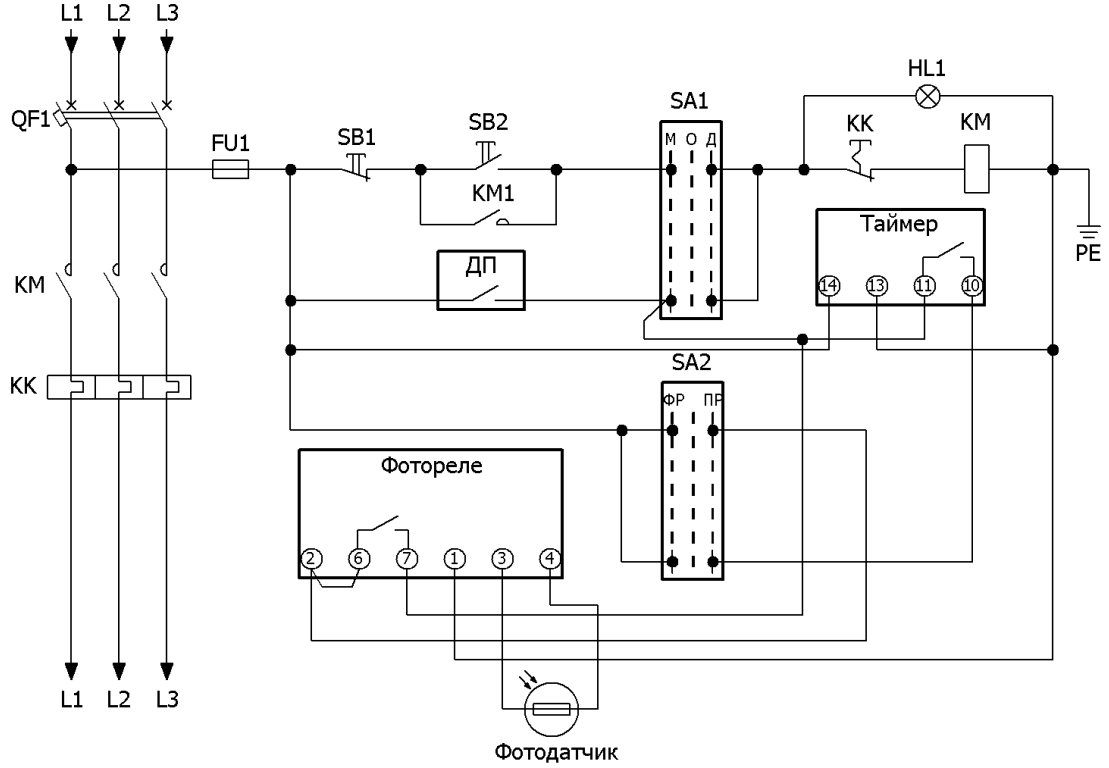 L1 L2 L3
HL1
QF1
SA1
FU1 SB1 SB2 KK KM
М О Д
KM1
Таймер
ДП
PE
KM
14 13 11 10
SA2
KK
ФР ПР
Фотореле
2 6 7 1 3 4
L1 L2 L3
Фотодатчик